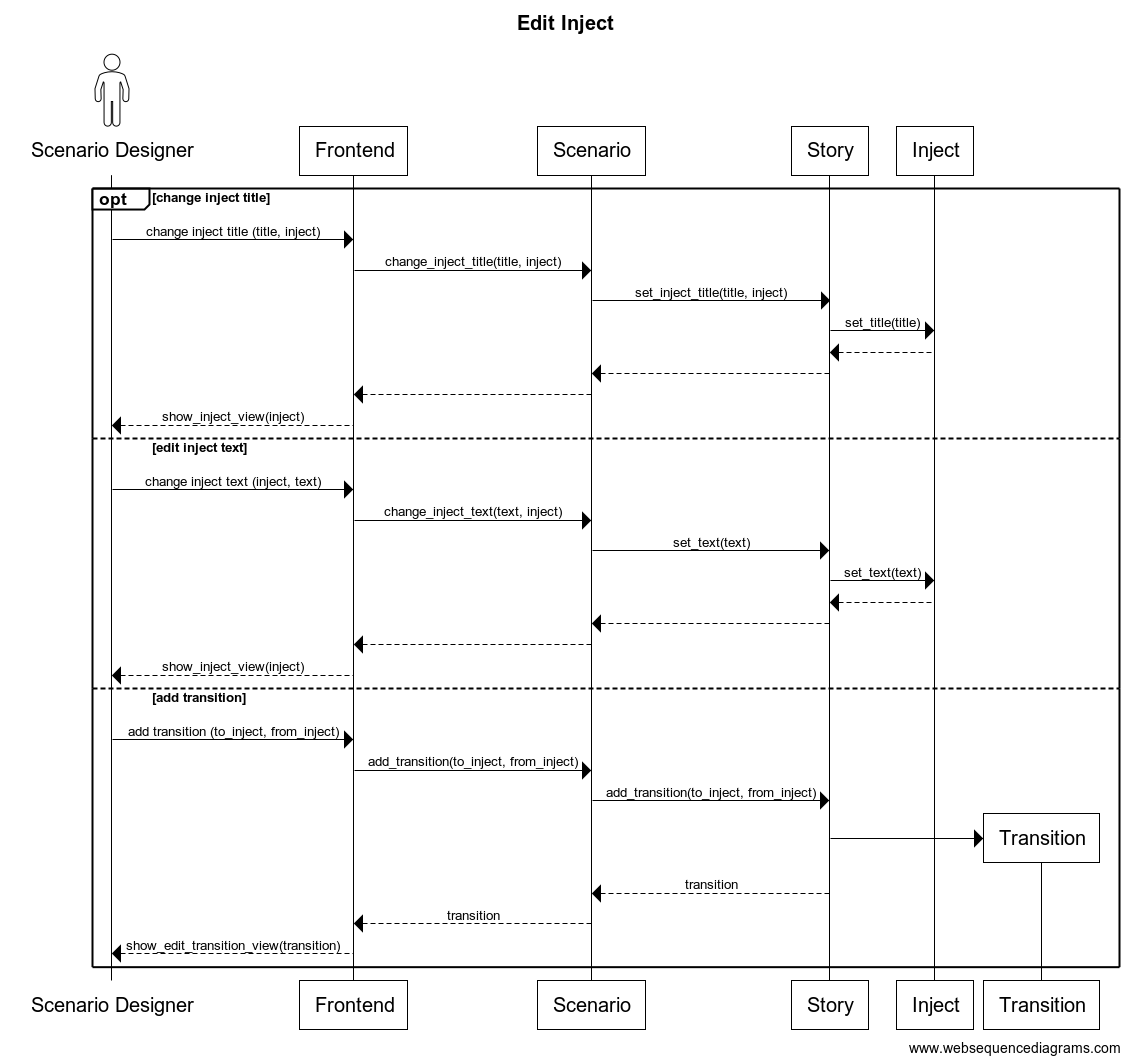 Edit Inject
Scenario Designer
Frontend
Scenario
Story
Inject
opt
[change inject title]
change inject title (title, inject)
change_inject_title(title, inject)
set_inject_title(title, inject)
set_title(title)
show_inject_view(inject)
[edit inject text]
change inject text (inject, text)
change_inject_text(text, inject)
set_text(text)
set_text(text)
show_inject_view(inject)
[add transition]
add transition (to_inject, from_inject)
add_transition(to_inject, from_inject)
add_transition(to_inject, from_inject)
Transition
transition
transition
show_edit_transition_view(transition)
Scenario Designer
Frontend
Scenario
Story
Inject
Transition
www.websequencediagrams.com